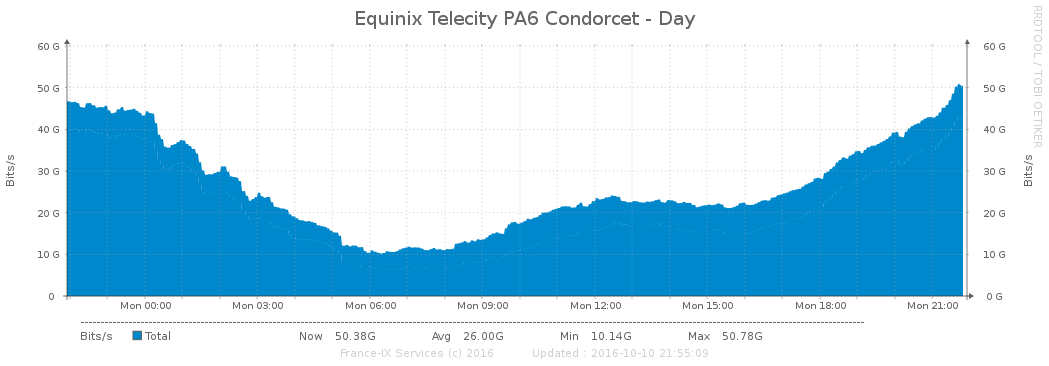 Equinix Telecity PA6 Condorcet - Day
RRDTOOL / TOBI OETIKER
60 G 60 G
50 G 50 G
40 G 40 G
30 G 30 G
20 G 20 G
10 G 10 G
0 0 G
Bits/s Bits/s
Mon 00:00 Mon 03:00 Mon 06:00 Mon 09:00 Mon 12:00 Mon 15:00 Mon 18:00 Mon 21:00
Bits/s Total Now 50.38G Avg 26.00G Min 10.14G Max 50.78G
France-IX Services (c) 2016 Updated : 2016-10-10 21:55:09